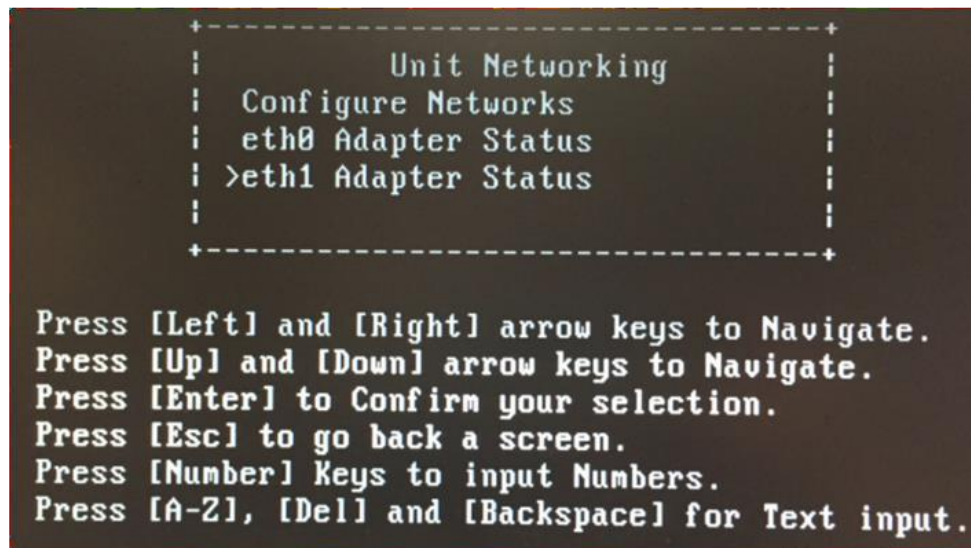 Unit Networking
Configure Networks
eth0 Adapter Status
>eth1 Adapter Status
Press [Left] and [Right] arrow keys to Navigate.
Press [Up] and [Down] arrow keys to Navigate.
Press [Enter] to Confirm your selection.
Press [Esc] to go back a screen.
Press [Number] Keys to input Numbers.
Press [A-Z], [Del] and [Backspace] for Text input.